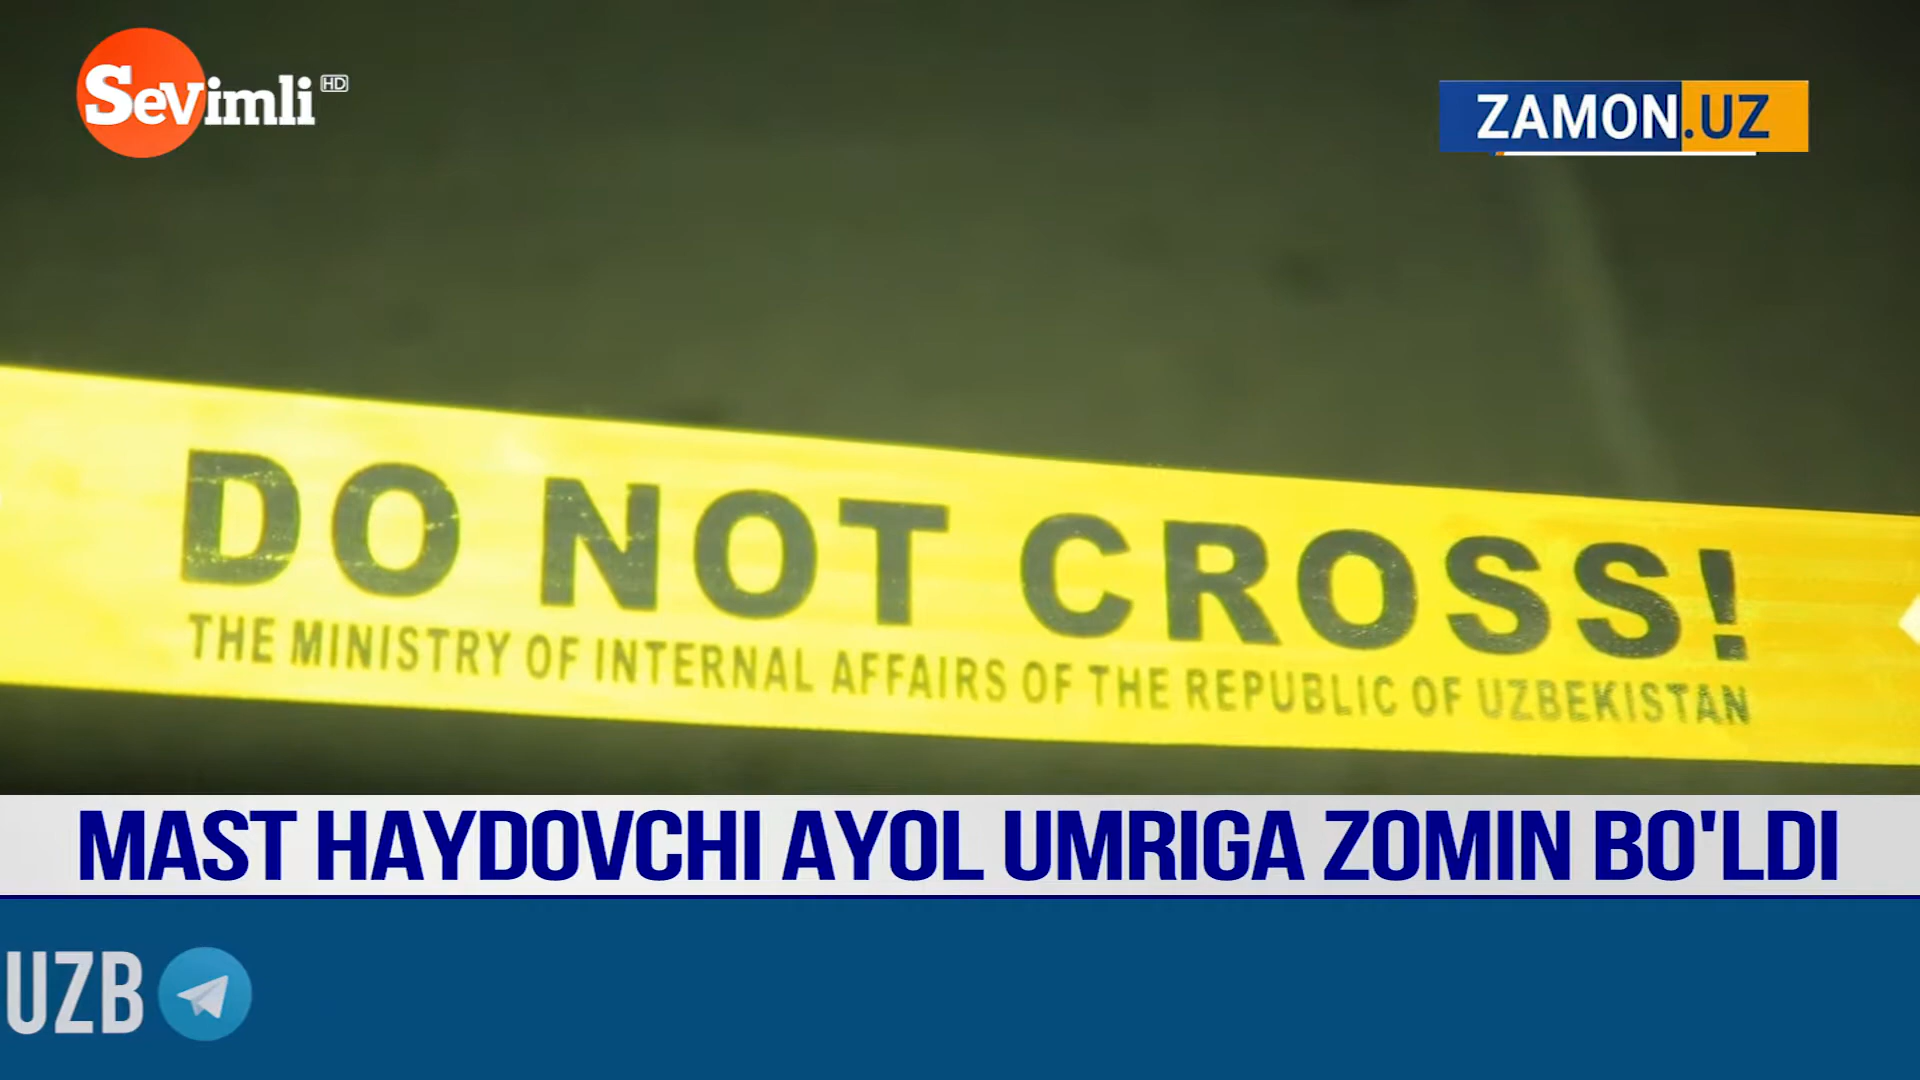 Sevimli HD
ZAMON.UZ
DO NOT CROSS!
THE MINISTRY OF INTERNAL AFFAIRS OF THE REPUBLIC OF UZBEKISTAN
MAST HAYDOVCHI AYOL UMRIGA ZOMIN BO'LDI
UZB